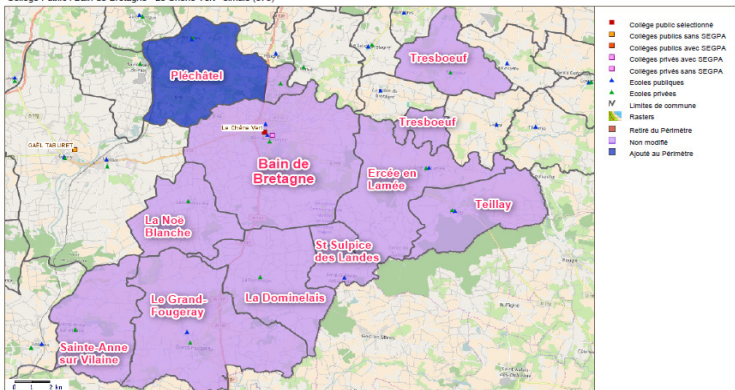 Pléchâtel
Tresboeuf
Le Chêne Vert
GAËL TABURET
Tresboeuf
Bain de
Bretagne
Ercée en
Lamée
Teillay
La Noë
Blanche
St Sulpice
des Landes
La Dominelais
Le Grand-
Fougeray
Sainte-Anne
sur Vilaine
0 1 2 km
Collège public sélectionné
Collèges publics sans SEGPA
Collèges publics avec SEGPA
Collèges privés avec SEGPA
Collèges privés sans SEGPA
Ecoles publiques
Ecoles privées
Limites de commune
Rasters
Retiré du Périmètre
Non modifié
Ajouté au Périmètre